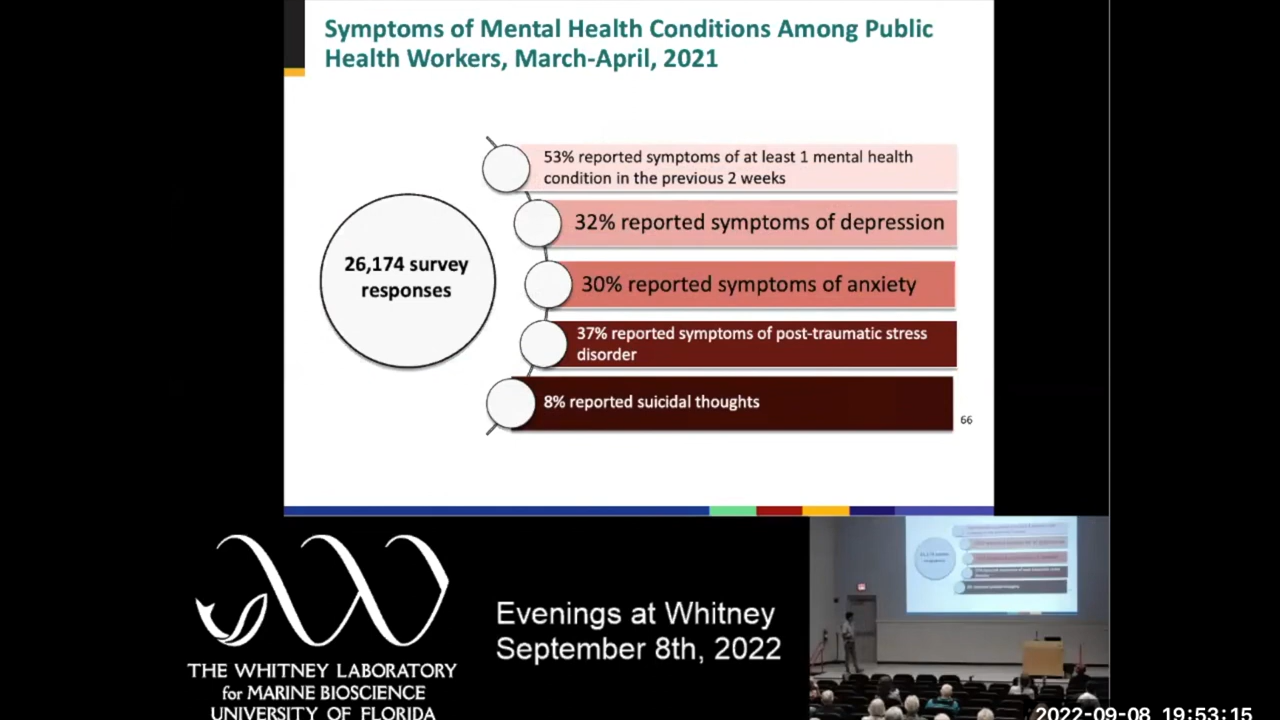 Symptoms of Mental Health Conditions Among Public
Health Workers, March-April, 2021
53% reported symptoms of at least 1 mental health
condition in the previous 2 weeks
32% reported symptoms of depression
26,174 survey
responses
30% reported symptoms of anxiety
37% reported symptoms of post-traumatic stress
disorder
8% reported suicidal thoughts
66
Evenings at Whitney
September 8th, 2022
THE WHITNEY LABORATORY
for MARINE BIOSCIENCE
UNIVERSITY OF FLORIDA
2022-09-08 19:53:15